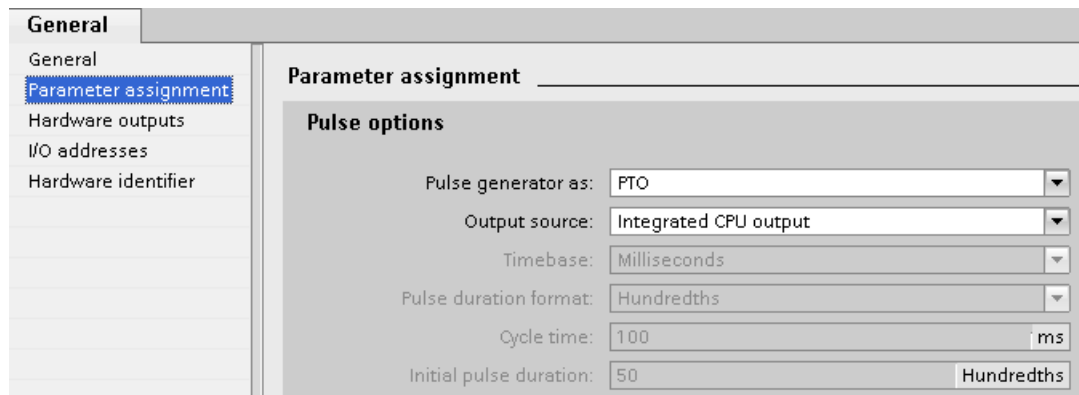 General
General
Parameter assignment
Hardware outputs
I/O addresses
Hardware identifier
Parameter assignment
Pulse options
Pulse generator as: PTO
Output source: Integrated CPU output
Timebase: Milliseconds
Pulse duration format: Hundredths
Cycle time: 100 ms
Initial pulse duration: 50 Hundredths